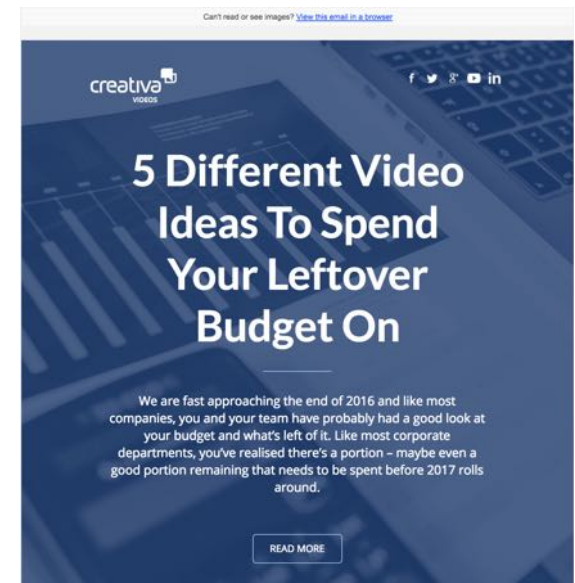 Can't read or see images? View this email in a browser
creativa
VIDEOS
5 Different Video
Ideas To Spend
Your Leftover
Budget On
We are fast approaching the end of 2016 and like most
companies, you and your team have probably had a good look at
your budget and what's left of it. Like most corporate
departments, you've realised there's a portion – maybe even a
good portion remaining that needs to be spent before 2017 rolls
around.
READ MORE